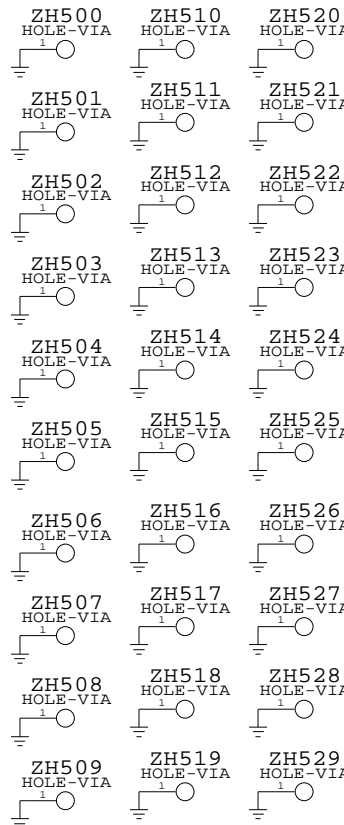 ZH500
HOLE-VIA
1
ZH510
HOLE-VIA
1
ZH520
HOLE-VIA
1
ZH501
HOLE-VIA
1
ZH511
HOLE-VIA
1
ZH521
HOLE-VIA
1
ZH502
HOLE-VIA
1
ZH512
HOLE-VIA
1
ZH522
HOLE-VIA
1
ZH503
HOLE-VIA
1
ZH513
HOLE-VIA
1
ZH523
HOLE-VIA
1
ZH504
HOLE-VIA
1
ZH514
HOLE-VIA
1
ZH524
HOLE-VIA
1
ZH505
HOLE-VIA
1
ZH515
HOLE-VIA
1
ZH525
HOLE-VIA
1
ZH506
HOLE-VIA
1
ZH516
HOLE-VIA
1
ZH526
HOLE-VIA
1
ZH507
HOLE-VIA
1
ZH517
HOLE-VIA
1
ZH527
HOLE-VIA
1
ZH508
HOLE-VIA
1
ZH518
HOLE-VIA
1
ZH528
HOLE-VIA
1
ZH509
HOLE-VIA
1
ZH519
HOLE-VIA
1
ZH529
HOLE-VIA
1